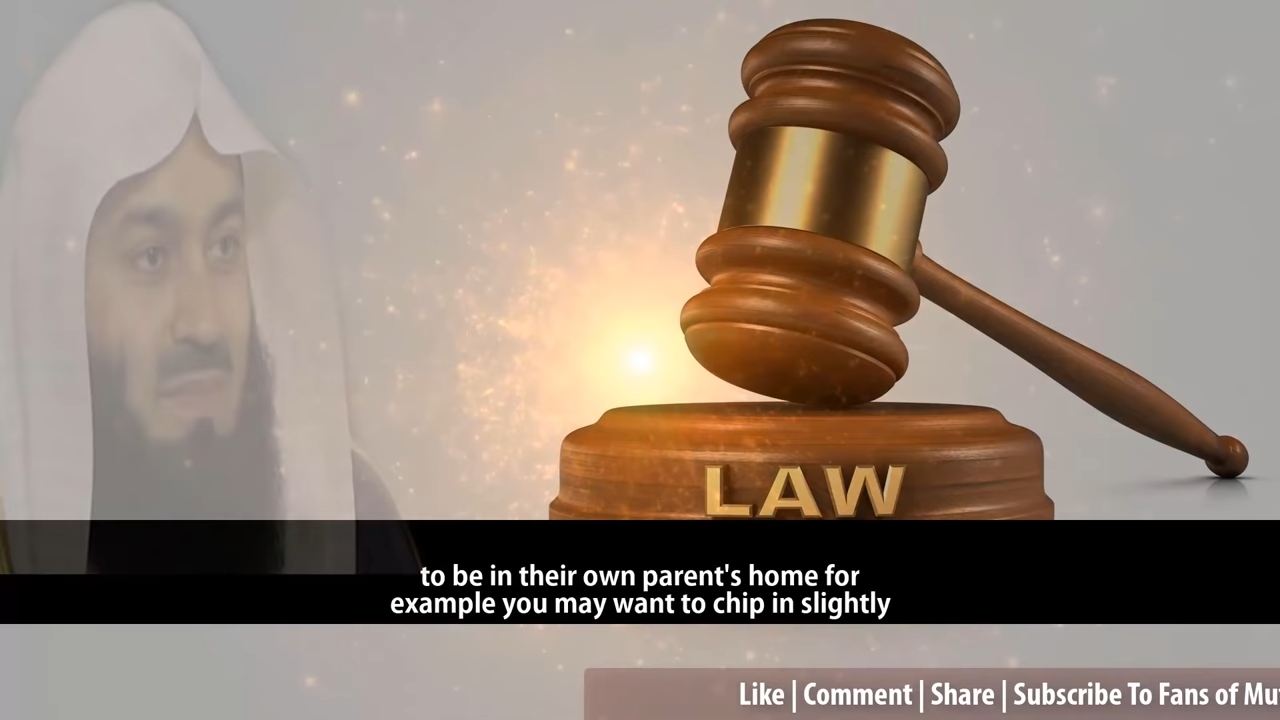 LAW
to be in their own parent's home for
example you may want to chip in slightly
Like | Comment | Share | Subscribe To Fans of